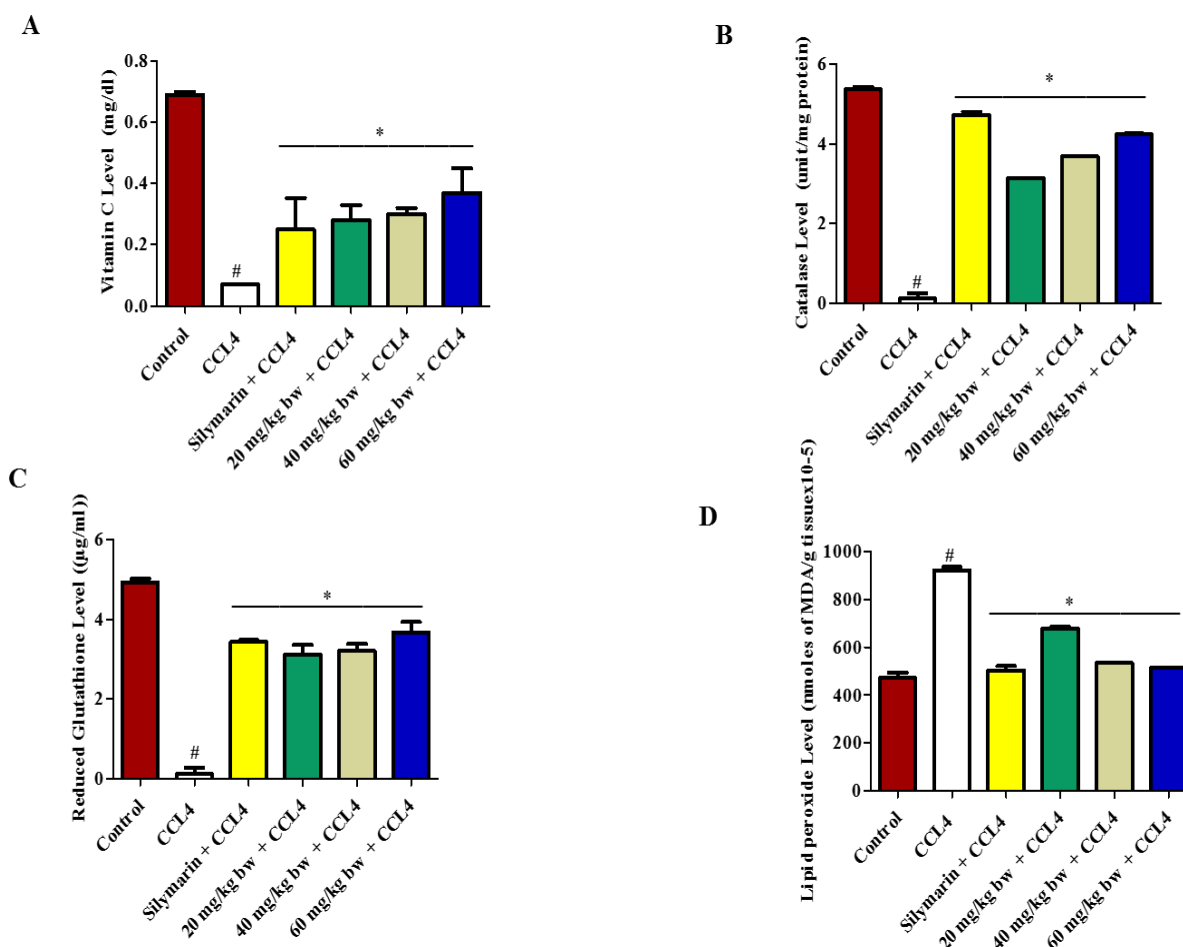 A
Vitamin C Level (mg/dl)
0.8
0.6
0.4
0.2
0.0
*
#
Control
CCL4
Silymarin + CCL4
20 mg/kg bw + CCL4
40 mg/kg bw + CCL4
60 mg/kg bw + CCL4
B
Catalase Level (unit/mg protein)
6
4
2
0
*
#
Control
CCL4
Silymarin + CCL4
20 mg/kg bw + CCL4
40 mg/kg bw + CCL4
60 mg/kg bw + CCL4
C
Reduced Glutathione Level ((µg/ml))
6
4
2
0
*
#
Control
CCL4
Silymarin + CCL4
20 mg/kg bw + CCL4
40 mg/kg bw + CCL4
60 mg/kg bw + CCL4
D
Lipid peroxide Level (nmoles of MDA/g tissuex10-5)
1000
800
600
400
200
0
#
*
Control
CCL4
Silymarin + CCL4
20 mg/kg bw + CCL4
40 mg/kg bw + CCL4
60 mg/kg bw + CCL4